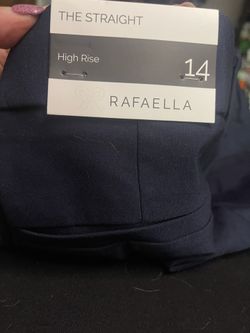 THE STRAIGHT
High Rise
14
RAFAELLA